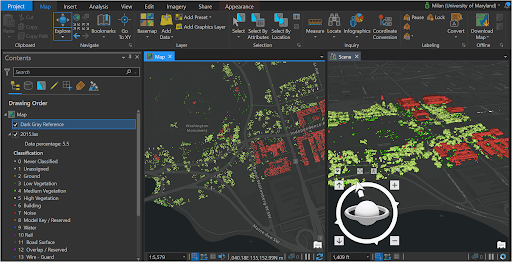 Project Map Insert Analysis View Edit Imagery Share Appearance
Milan (University of Maryland)
Paste
Cut
Copy
Copy Path
Explore
Bookmarks
Go
To XY
Basemap
Add
Data
Add Preset
Add Graphics Layer
Select
Select By
Attributes
Select By
Location
Measure
Locate
Infographics
Coordinate
Conversion
Pause
Lock
Convert
Download
Map
Clipboard
Navigate
Layer
Selection
Inquiry
Labeling
Offline
Contents
Search
Drawing Order
Map
Dark Gray Reference
2015.las
Data percentage: 5.5
Classification
0 Never Classified
1 Unassigned
2 Ground
3 Low Vegetation
4 Medium Vegetation
5 High Vegetation
6 Building
7 Noise
8 Model Key / Reserved
9 Water
10 Rail
11 Road Surface
12 Overlap / Reserved
13 Wire - Guard
Map
Washington
Monument
Independence
1:5,579
Scene
1,409 ft